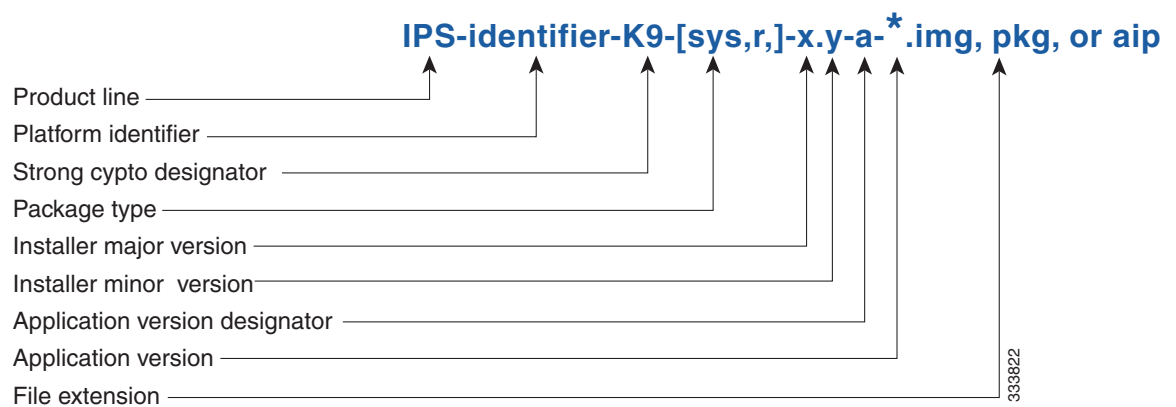 IPS-identifier-K9-[sys,r,]-x.y-a-*.img, pkg, or aip
Product line
Platform identifier
Strong cypto designator
Package type
Installer major version
Installer minor version
Application version designator
Application version
File extension
333822